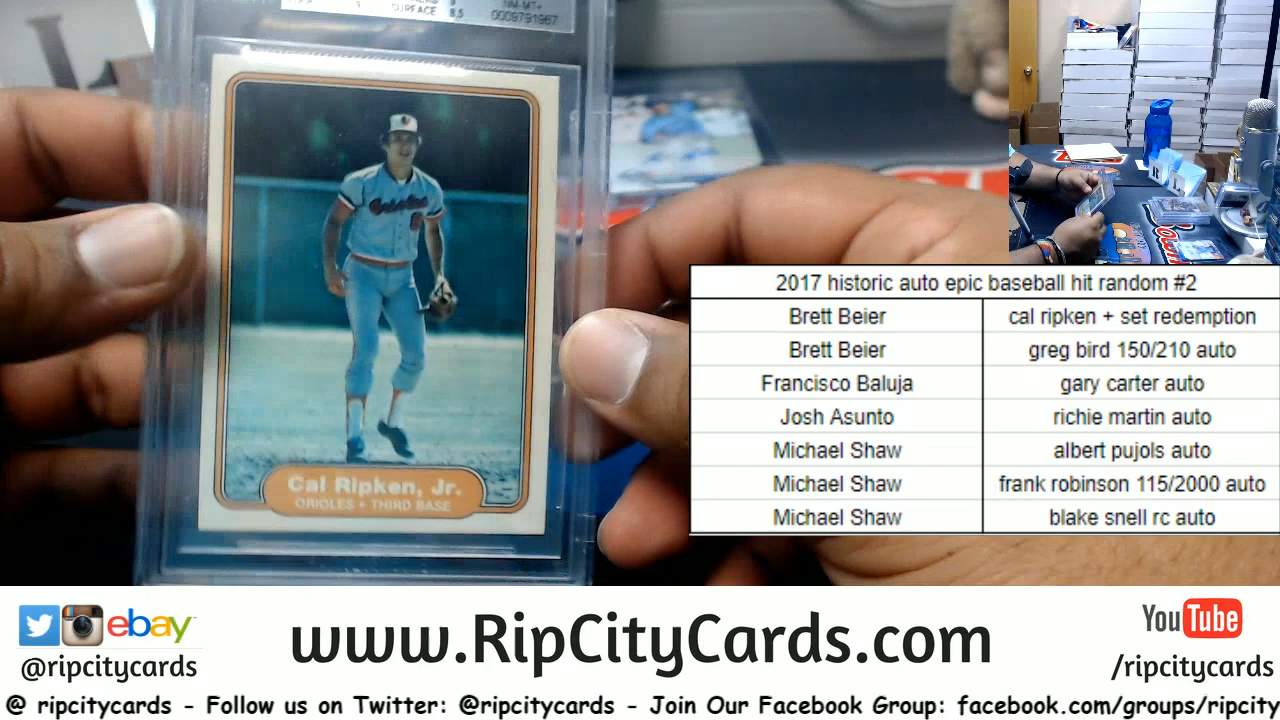 9 SURFACE 8.5 NM-MT+
0009791967
Orioles
Cal Ripken, Jr.
ORIOLES • THIRD BASE
2017 historic auto epic baseball hit random #2
Brett Beier cal ripken + set redemption
Brett Beier greg bird 150/210 auto
Francisco Baluja gary carter auto
Josh Asunto richie martin auto
Michael Shaw albert pujols auto
Michael Shaw frank robinson 115/2000 auto
Michael Shaw blake snell rc auto
ebay
@ripcitycards
www.RipCityCards.com
YouTube
/ripcitycards
@ ripcitycards - Follow us on Twitter: @ripcitycards - Join Our Facebook Group: facebook.com/groups/ripcity